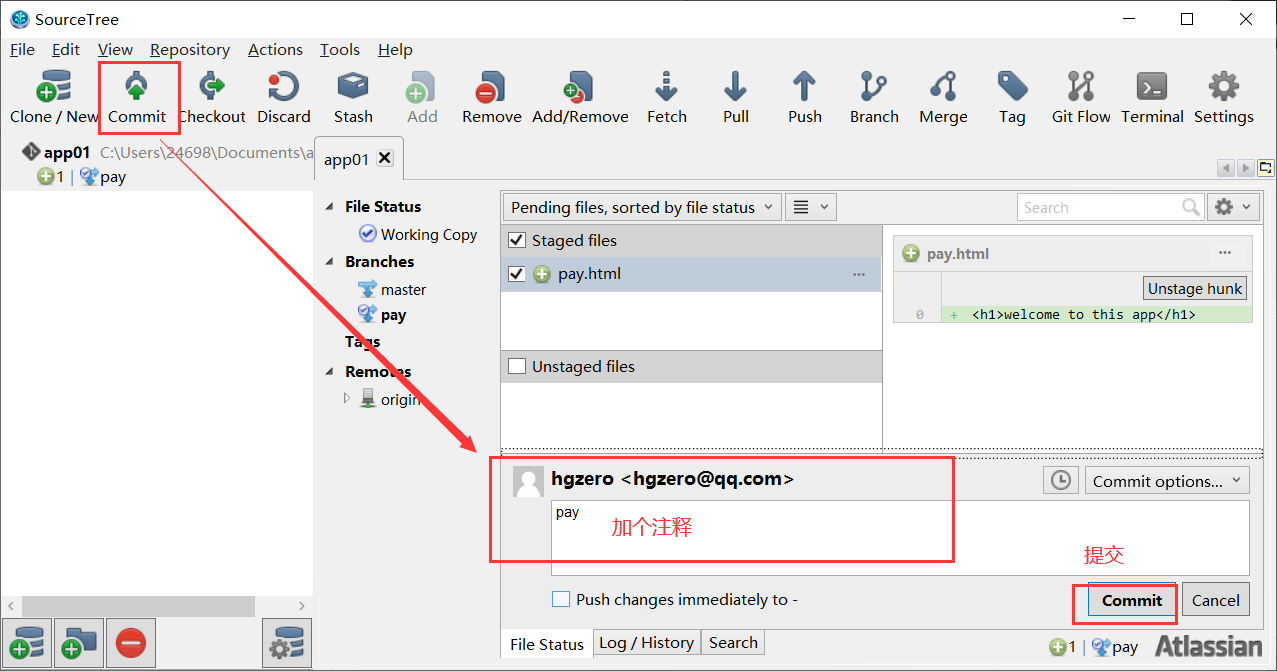 SourceTree
File Edit View Repository Actions Tools Help
Clone / New Commit Checkout Discard Stash Add Remove Add/Remove Fetch Pull Push Branch Merge Tag Git Flow Terminal Settings
app01 C:\Users\24698\Documents\a
1 | pay
app01
File Status
Working Copy
Branches
master
pay
Tags
Remotes
origin
Pending files, sorted by file status
Search
Staged files
pay.html
Unstaged files
pay.html
Unstage hunk
0 + <h1>welcome to this app</h1>
hgzero <hgzero@qq.com>
Commit options...
pay
加个注释
提交
Push changes immediately to -
Commit Cancel
File Status Log / History Search
1 | pay Atlassian